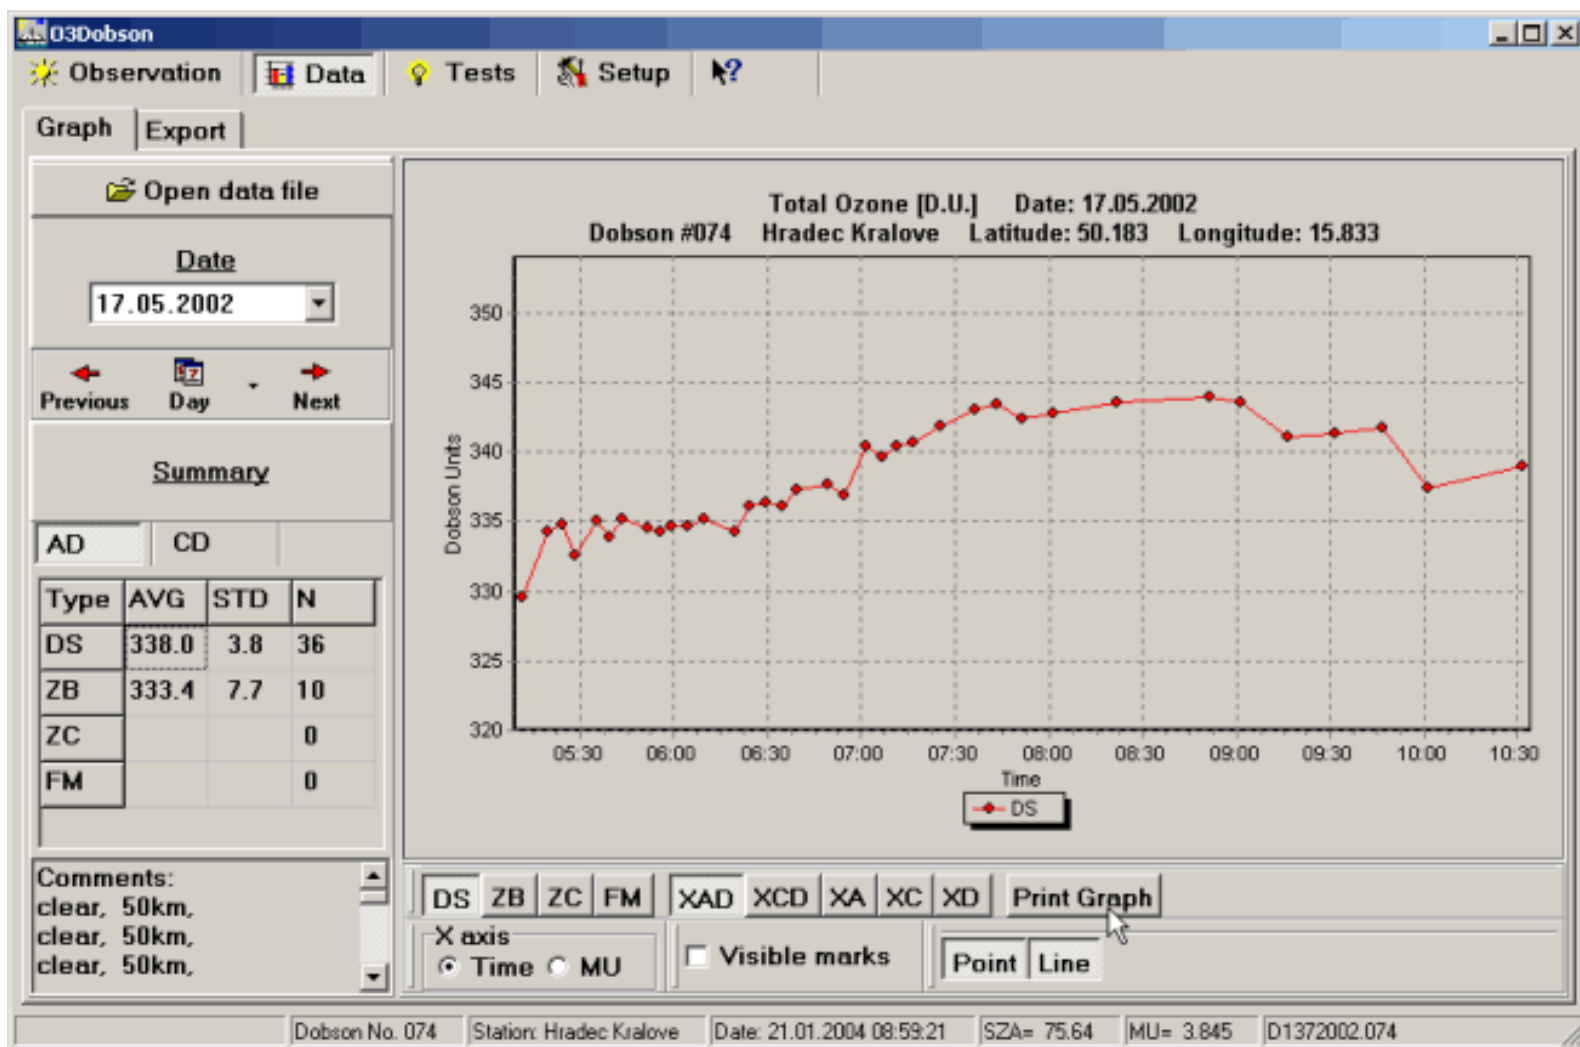 O3Dobson
Observation Data Tests Setup
Graph Export
Open data file
Date
17.05.2002
Previous Day Next
Summary
AD CD
Type AVG STD N
DS 338.0 3.8 36
ZB 333.4 7.7 10
ZC 0
FM 0
Comments:
clear, 50km,
clear, 50km,
clear, 50km,
Total Ozone [D.U.] Date: 17.05.2002
Dobson #074 Hradec Kralove Latitude: 50.183 Longitude: 15.833
Dobson Units
350
345
340
335
330
325
320
05:30 06:00 06:30 07:00 07:30 08:00 08:30 09:00 09:30 10:00 10:30
Time
DS
DS ZB ZC FM XAD XCD XA XC XD Print Graph
X axis
Time MU
Visible marks
Point Line
Dobson No. 074 Station: Hradec Kralove Date: 21.01.2004 08:59:21 SZA= 75.64 MU= 3.845 D1372002.074